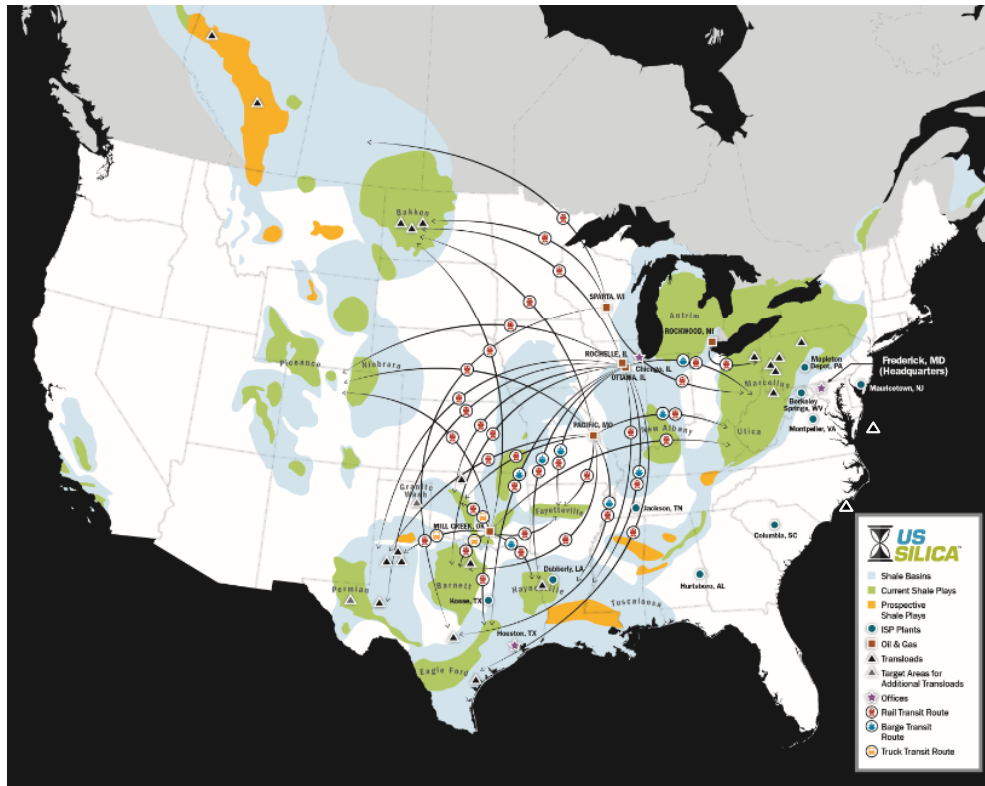 Bakken
SPARTA, WI
Antrim
ROCKWOOD, MI
ROCHELLE, IL
Chicago, IL
OTTAWA, IL
Piceance
Niobrara
Mapleton
Depot, PA
Frederick, MD
(Headquarters)
Marcellus
Mauricetown, NJ
Berkeley
Springs, WV
Montpelier, VA
PACIFIC, MO
New Albany
Utica
Granite
Wash
Fayetteville
Jackson, TN
MILL CREEK, OK
Columbia, SC
Dubberly, LA
Hurtsboro, AL
Permian
Barnett
Haynesville
Kosse, TX
Tuscaloosa
Houston, TX
Eagle Ford
US
SILICA
Shale Basins
Current Shale Plays
Prospective
Shale Plays
ISP Plants
Oil & Gas
Transloads
Target Areas for
Additional Transloads
Offices
Rail Transit Route
Barge Transit
Route
Truck Transit Route